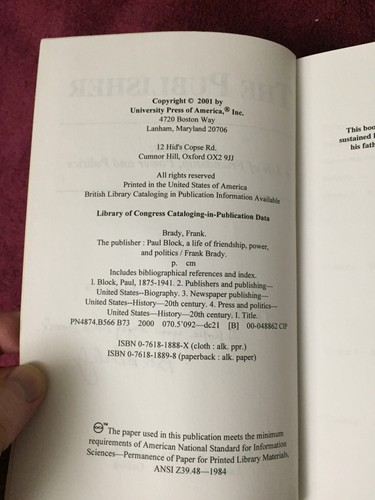 THE PUBLISHER
Copyright © 2001 by
University Press of America,® Inc.
4720 Boston Way
Lanham, Maryland 20706
12 Hid's Copse Rd.
Cumnor Hill, Oxford OX2 9JJ
All rights reserved
Printed in the United States of America
British Library Cataloging in Publication Information Available
Library of Congress Cataloging-in-Publication Data
Brady, Frank.
The publisher : Paul Block, a life of friendship, power,
and politics / Frank Brady.
p. cm
Includes bibliographical references and index.
1. Block, Paul, 1875-1941. 2. Publishers and publishing—
United States--Biography. 3. Newspaper publishing—
United States—History—20th century. 4. Press and politics—
United States—History—20th century. I. Title.
PN4874.B566 B73 2000 070.5'092—dc21 [B] 00-048862 CIP
ISBN 0-7618-1888-X (cloth : alk. ppr.)
ISBN 0-7618-1889-8 (paperback : alk. paper)
∞™ The paper used in this publication meets the minimum
requirements of American National Standard for Information
Sciences—Permanence of Paper for Printed Library Materials,
ANSI Z39.48—1984
This boo
sustained
his fath